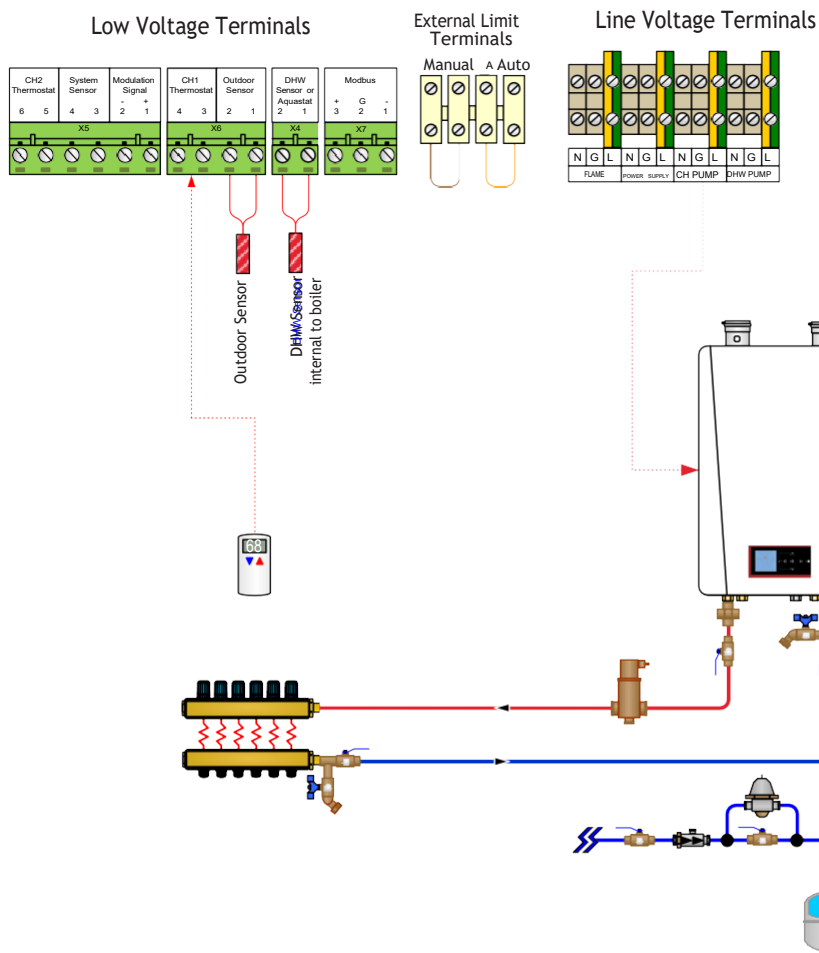 Low Voltage Terminals
External Limit
Terminals
Line Voltage Terminals
Manual A Auto
CH2
Thermostat
6 5
System
Sensor
4 3
Modulation
Signal
- +
2 1
CH1
Thermostat
4 3
Outdoor
Sensor
2 1
DHW
Sensor or
Aquastat
2 1
Modbus
+ G -
3 2 1
X5
X6
X4
X7
N G L N G L N G L N G L
FLAME
POWER SUPPLY
CH PUMP
DHW PUMP
Outdoor Sensor
DHW Sensor
internal to boiler
68